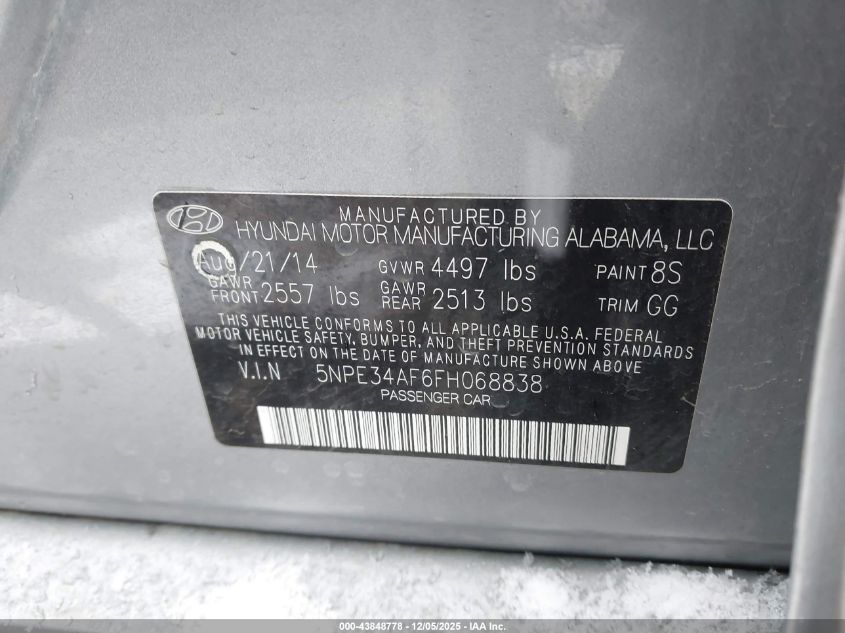 MANUFACTURED BY
HYUNDAI MOTOR MANUFACTURING ALABAMA, LLC
AUG/21/14 GVWR 4497 lbs PAINT 8S
GAWR FRONT 2557 lbs GAWR REAR 2513 lbs TRIM GG
THIS VEHICLE CONFORMS TO ALL APPLICABLE U.S.A. FEDERAL
MOTOR VEHICLE SAFETY, BUMPER, AND THEFT PREVENTION STANDARDS
IN EFFECT ON THE DATE OF MANUFACTURE SHOWN ABOVE
V.I.N 5NPE34AF6FH068838
PASSENGER CAR
000-43848778 - 12/05/2025 - IAA Inc.